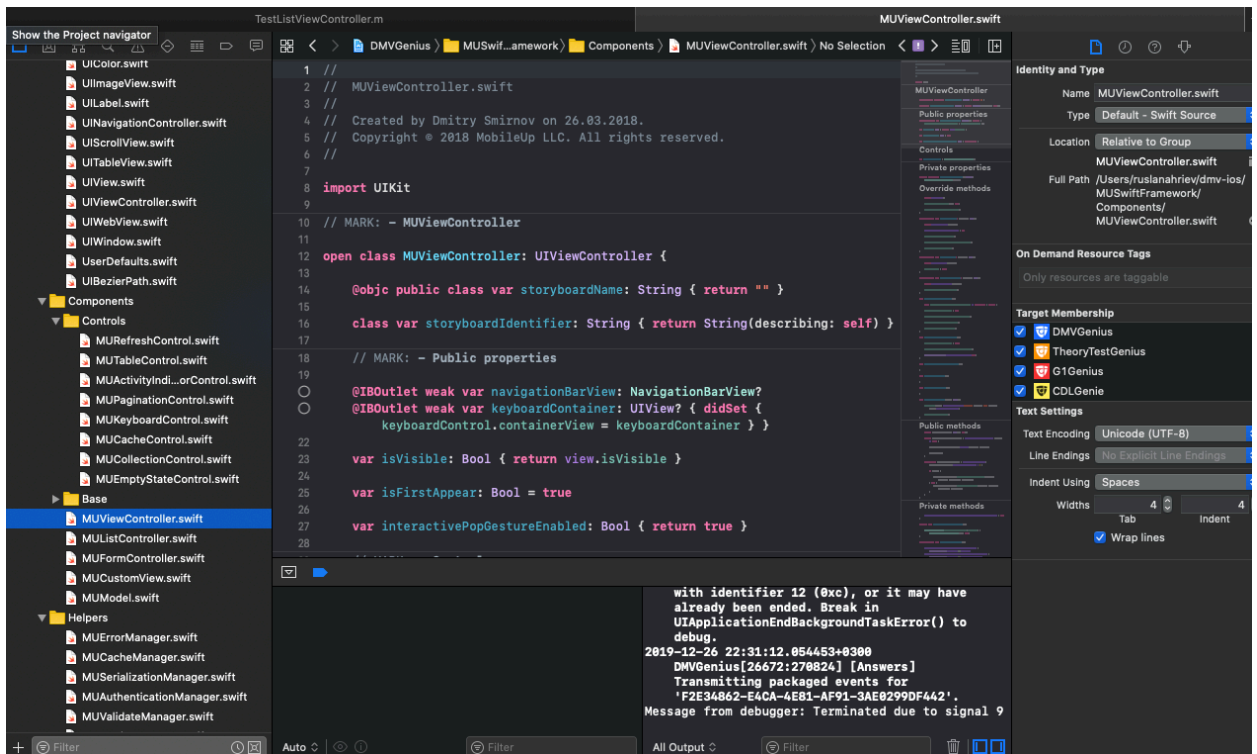 TestListViewController.m
MUViewController.swift
Show the Project navigator
DMVGenius
MUSwif...amework
Components
MUViewController.swift
No Selection
UIColor.swift
UIImageView.swift
UILabel.swift
UINavigationController.swift
UIScrollView.swift
UITableView.swift
UIView.swift
UIViewController.swift
UIWebView.swift
UIWindow.swift
UserDefaults.swift
UIBezierPath.swift
Components
Controls
MURefreshControl.swift
MUTableControl.swift
MUActivityIndi...orControl.swift
MUPaginationControl.swift
MUKeyboardControl.swift
MUCacheControl.swift
MUCollectionControl.swift
MUEmptyStateControl.swift
Base
MUViewController.swift
MUListController.swift
MUFormController.swift
MUCustomView.swift
MUModel.swift
Helpers
MUErrorManager.swift
MUCacheManager.swift
MUSerializationManager.swift
MUAuthenticationManager.swift
MUValidateManager.swift
Filter
1 //
2 // MUViewController.swift
3 //
4 // Created by Dmitry Smirnov on 26.03.2018.
5 // Copyright © 2018 MobileUp LLC. All rights reserved.
6 //
7
8 import UIKit
9
10 // MARK: - MUViewController
11
12 open class MUViewController: UIViewController {
13
14 @objc public class var storyboardName: String { return "" }
15
16 class var storyboardIdentifier: String { return String(describing: self) }
17
18 // MARK: - Public properties
19
@IBOutlet weak var navigationBarView: NavigationBarView?
@IBOutlet weak var keyboardContainer: UIView? { didSet {
keyboardControl.containerView = keyboardContainer } }
22
23 var isVisible: Bool { return view.isVisible }
24
25 var isFirstAppear: Bool = true
26
27 var interactivePopGestureEnabled: Bool { return true }
28
MUViewController
Public properties
Controls
Private properties
Override methods
Public methods
Private methods
with identifier 12 (0xc), or it may have
already been ended. Break in
UIApplicationEndBackgroundTaskError() to
debug.
2019-12-26 22:31:12.054453+0300
DMVGenius[26672:270824] [Answers]
Transmitting packaged events for
'F2E34862-E4CA-4E81-AF91-3AE0299DF442'.
Message from debugger: Terminated due to signal 9
Auto
Filter
All Output
Filter
Identity and Type
Name MUViewController.swift
Type Default - Swift Source
Location Relative to Group
MUViewController.swift
Full Path /Users/ruslanahriev/dmv-ios/
MUSwiftFramework/
Components/
MUViewController.swift
On Demand Resource Tags
Only resources are taggable
Target Membership
DMVGenius
TheoryTestGenius
G1Genius
CDLGenie
Text Settings
Text Encoding Unicode (UTF-8)
Line Endings No Explicit Line Endings
Indent Using Spaces
Widths 4 4
Tab Indent
Wrap lines